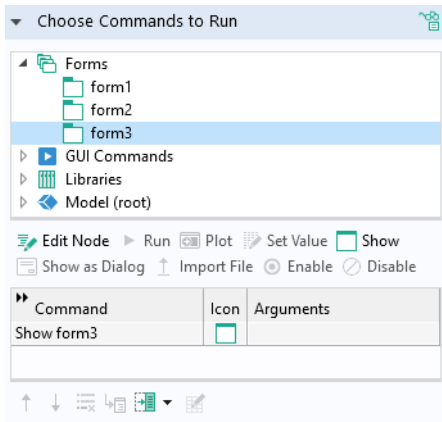 Choose Commands to Run
Forms
form1
form2
form3
GUI Commands
Libraries
Model (root)
Edit Node Run Plot Set Value Show
Show as Dialog Import File Enable Disable
Command Icon Arguments
Show form3